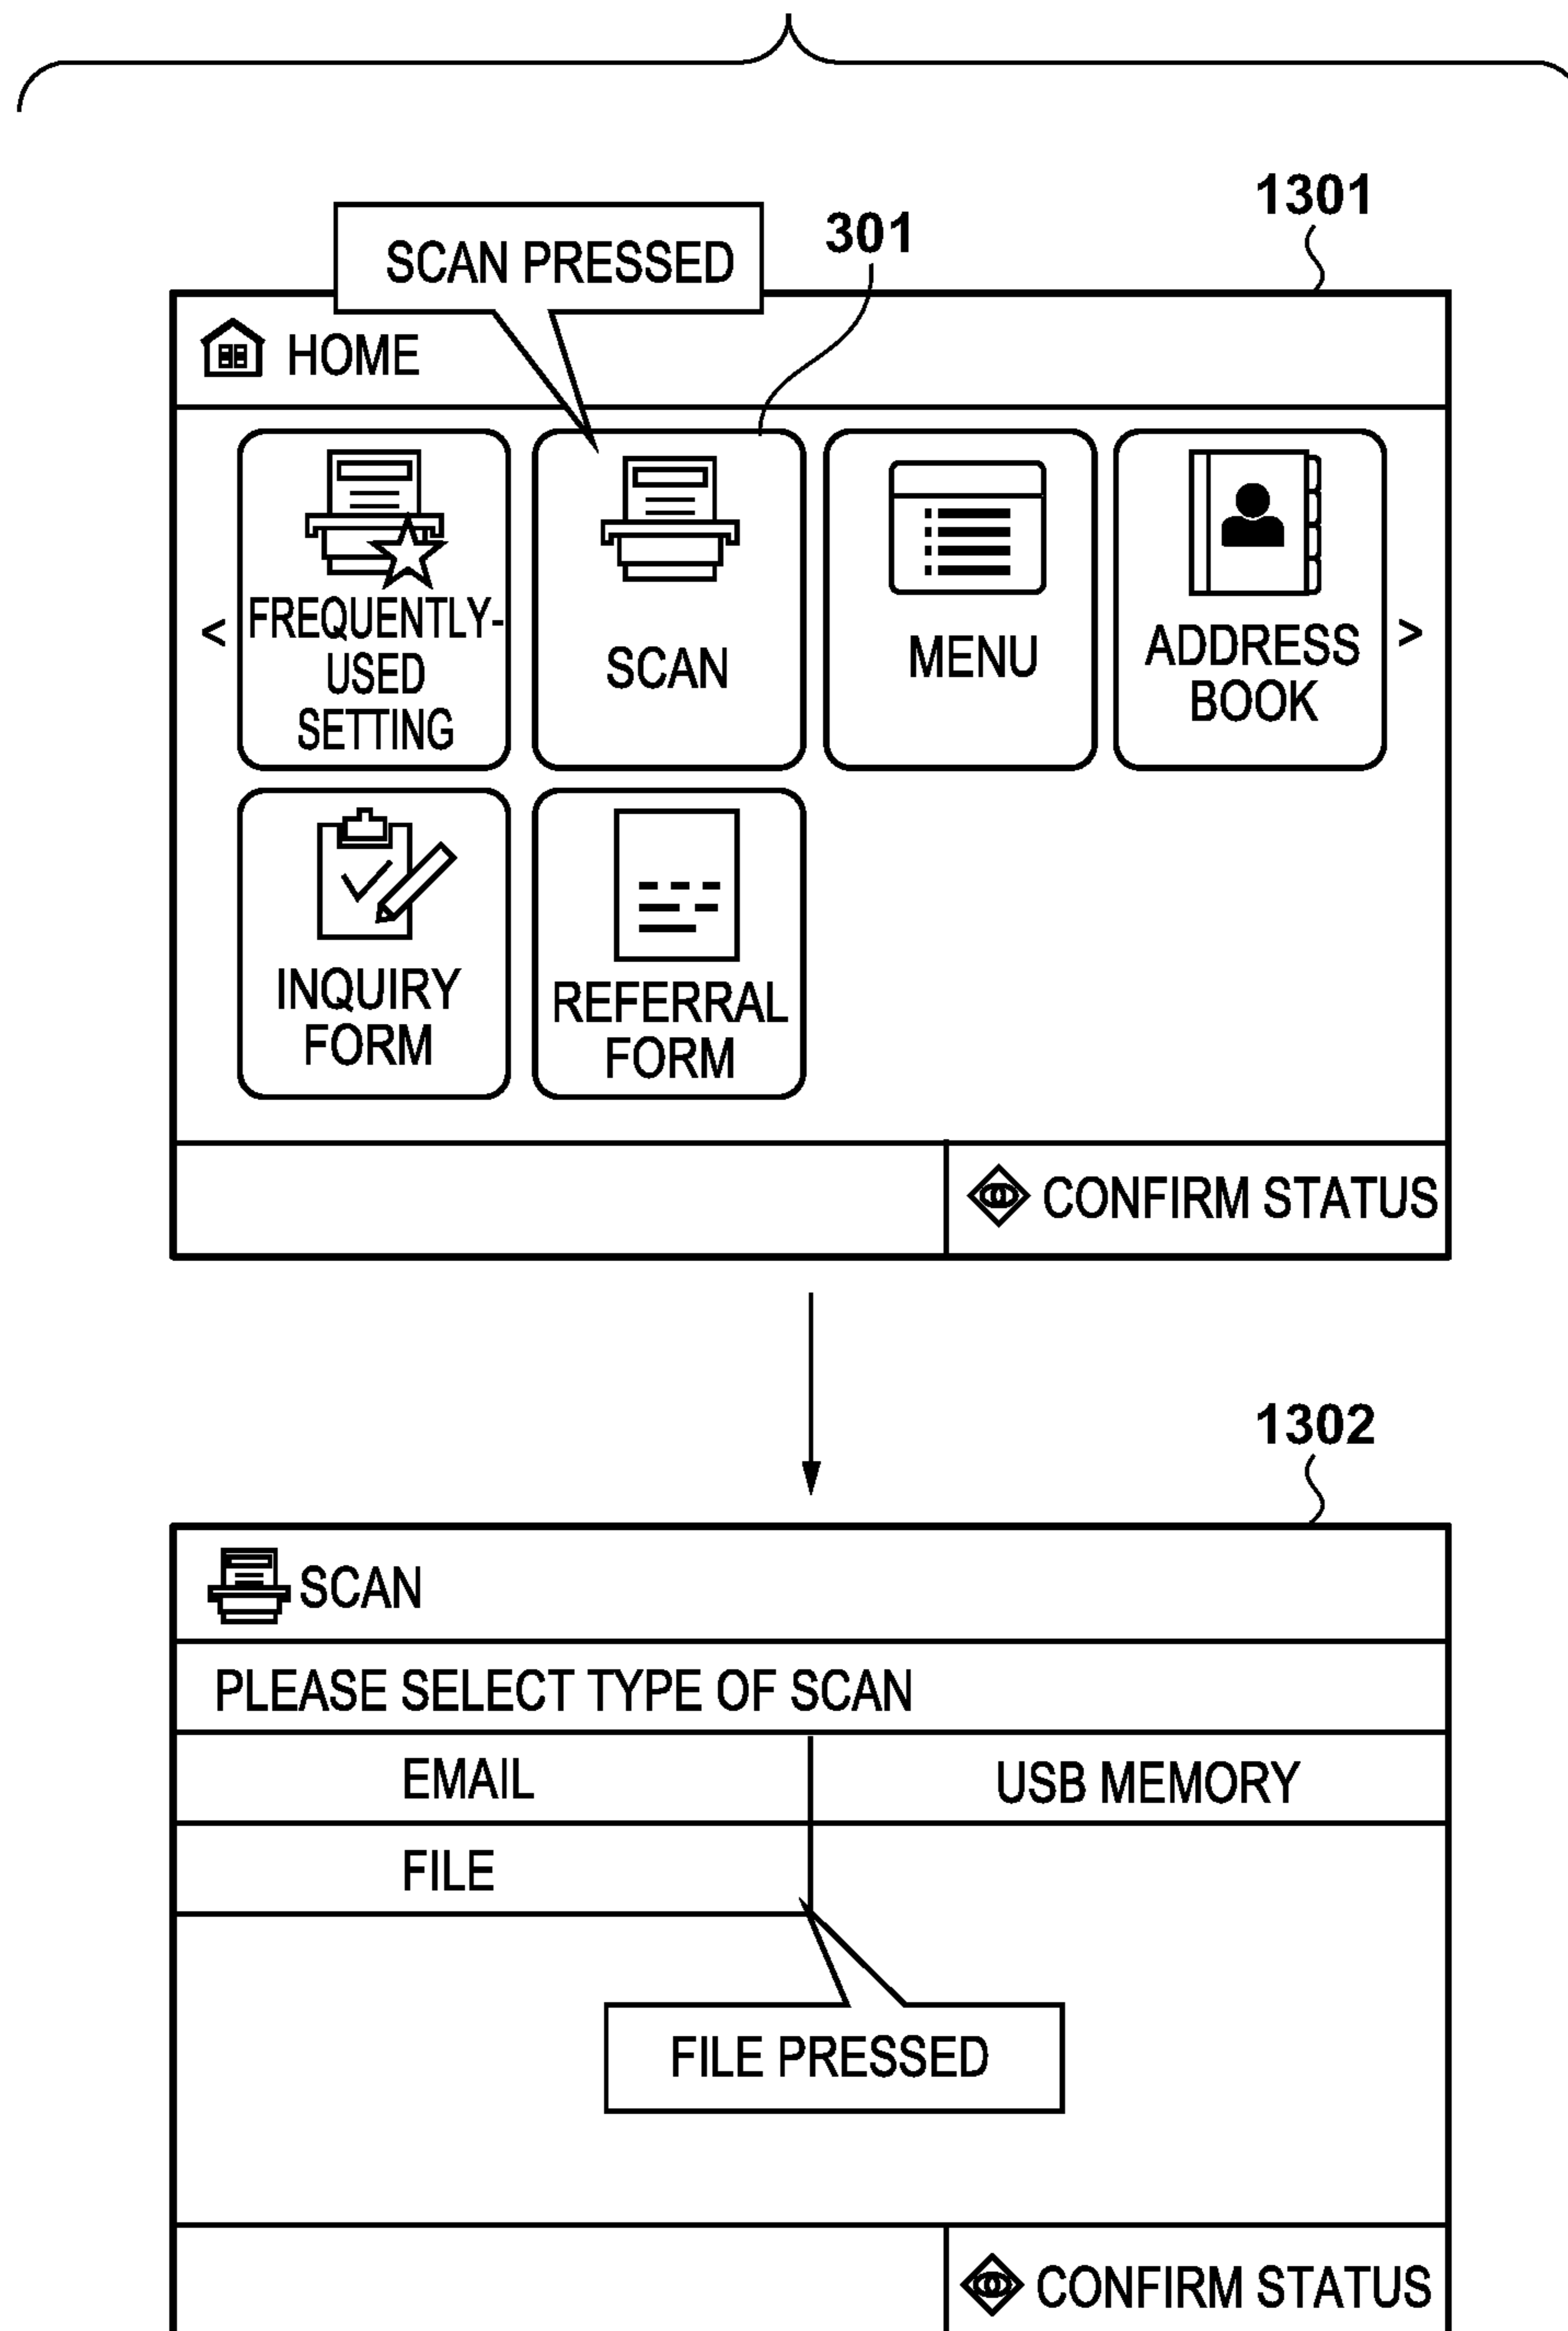 1301
SCAN PRESSED
301
HOME
<
FREQUENTLY-
USED
SETTING
SCAN
MENU
ADDRESS
BOOK
>
INQUIRY
FORM
REFERRAL
FORM
CONFIRM STATUS
1302
SCAN
PLEASE SELECT TYPE OF SCAN
EMAIL
USB MEMORY
FILE
FILE PRESSED
CONFIRM STATUS